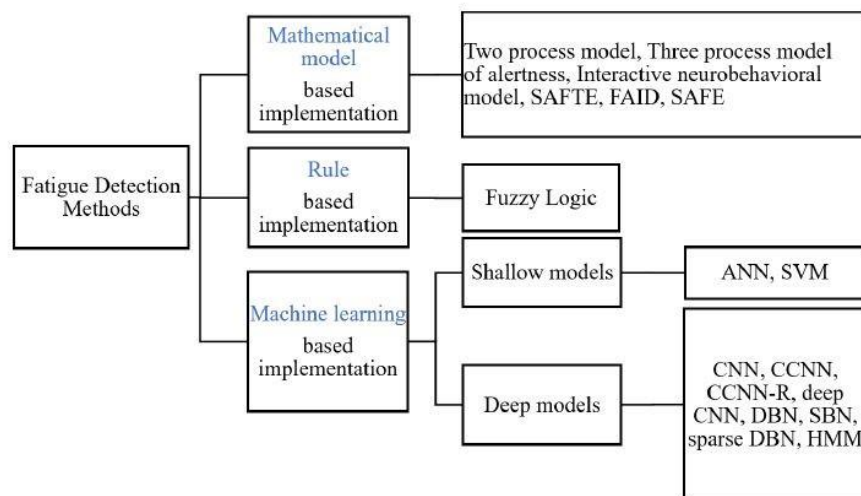 Fatigue Detection
Methods
Mathematical
model
based
implementation
Two process model, Three process model
of alertness, Interactive neurobehavioral
model, SAFTE, FAID, SAFE
Rule
based
implementation
Fuzzy Logic
Machine learning
based
implementation
Shallow models
ANN, SVM
Deep models
CNN, CCNN,
CCNN-R, deep
CNN, DBN, SBN,
sparse DBN, HMM